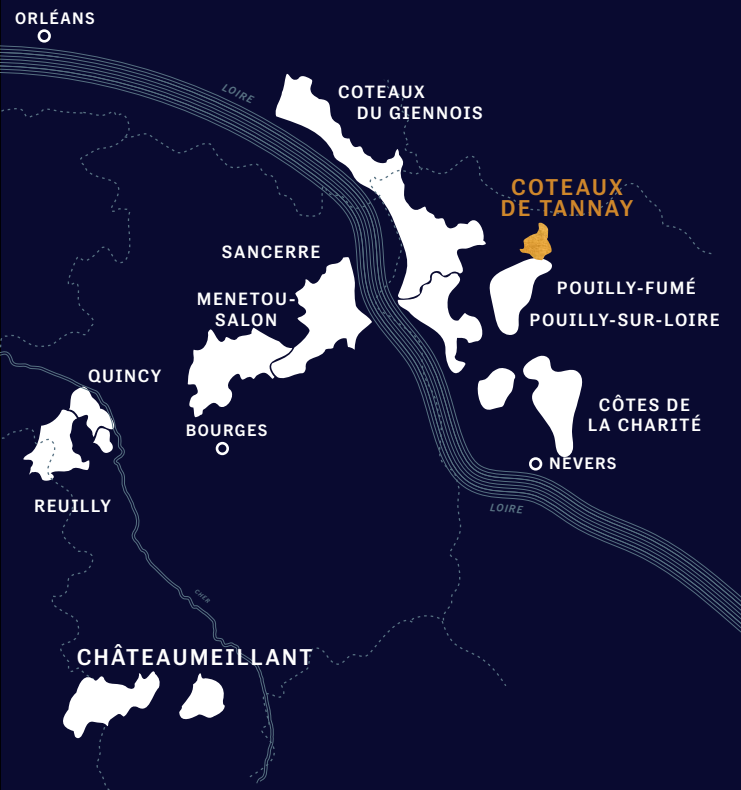 ORLÉANS
LOIRE
COTEAUX
DU GIENNOIS
COTEAUX
DE TANNAY
SANCERRE
POUILLY-FUMÉ
MENETOU-
SALON
POUILLY-SUR-LOIRE
QUINCY
CÔTES DE
LA CHARITÉ
BOURGES
NEVERS
REUILLY
LOIRE
CHER
CHÂTEAUMEILLANT